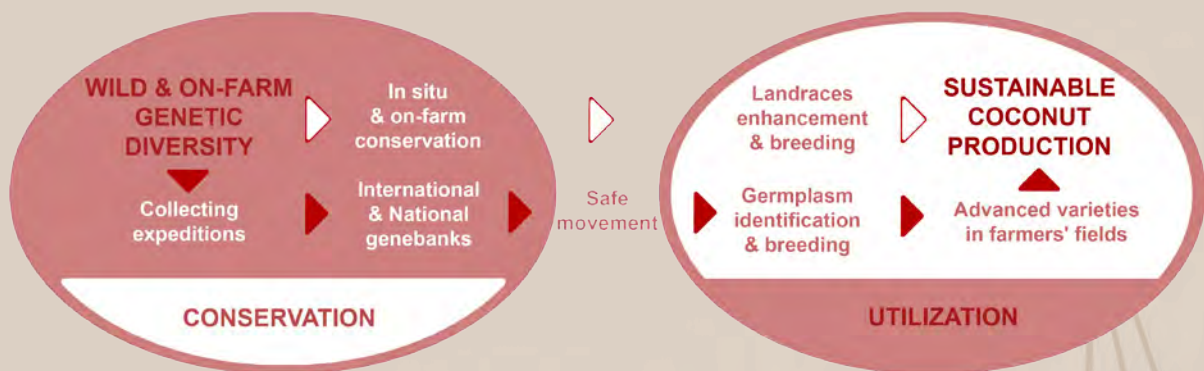 WILD & ON-FARM
GENETIC
DIVERSITY
In situ
& on-farm
conservation
Collecting
expeditions
International
& National
genebanks
CONSERVATION
Safe
movement
Landraces
enhancement
& breeding
SUSTAINABLE
COCONUT
PRODUCTION
Germplasm
identification
& breeding
Advanced varieties
in farmers' fields
UTILIZATION